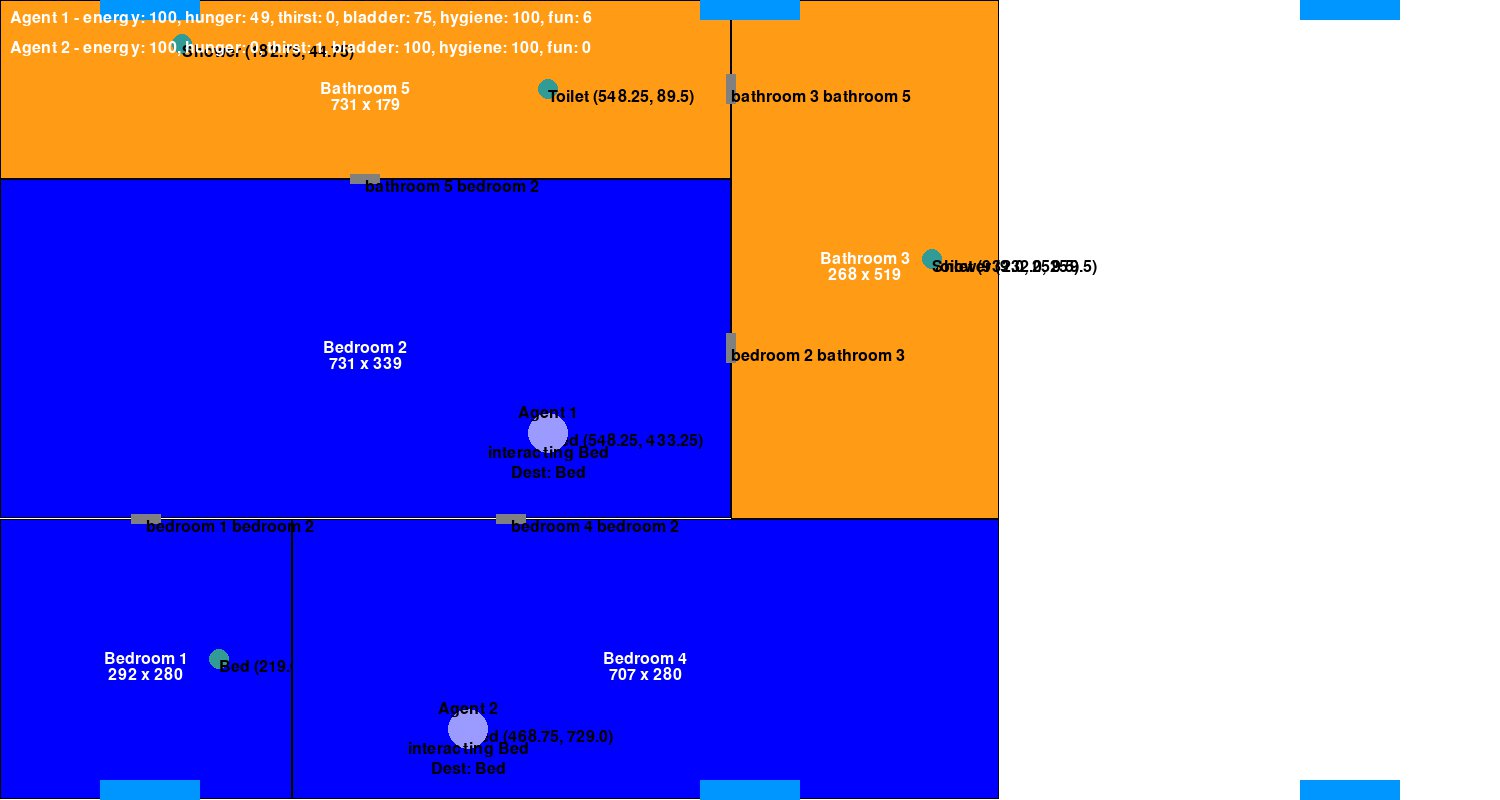 Agent 1 - energy: 100, hunger: 49, thirst: 0, bladder: 75, hygiene: 100, fun: 6
Agent 2 - energy: 100, hunger: 0, thirst: 1, bladder: 100, hygiene: 100, fun: 0
Shower (182.75, 44.75)
Bathroom 5
731 x 179
Toilet (548.25, 89.5)
bathroom 3 bathroom 5
bathroom 5 bedroom 2
Bathroom 3
268 x 519
Bedroom 2
731 x 339
bedroom 2 bathroom 3
Agent 1
(548.25, 433.25)
interacting Bed
Dest: Bed
bedroom 1 bedroom 2
bedroom 4 bedroom 2
Bedroom 1
292 x 280
Bed (219.
Bedroom 4
707 x 280
Agent 2
(468.75, 729.0)
interacting Bed
Dest: Bed